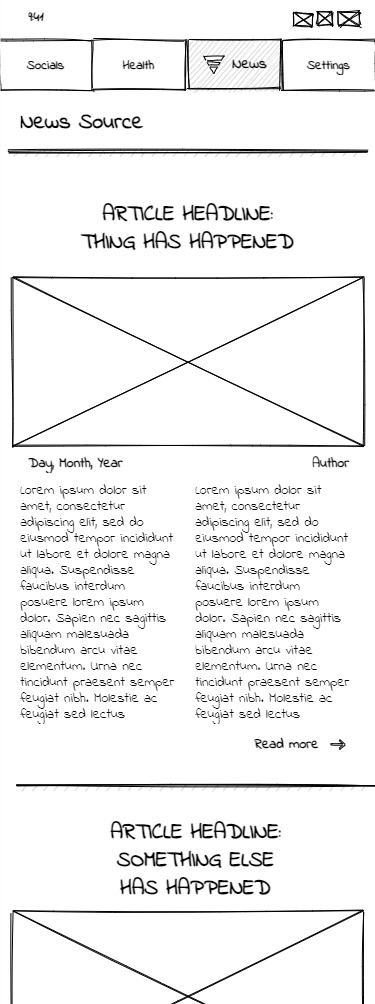 941
Socials Health News Settings
News Source
ARTICLE HEADLINE:
THING HAS HAPPENED
Day, Month, Year
Author
Lorem ipsum dolor sit
amet, consectetur
adipiscing elit, sed do
eiusmod tempor incididunt
ut labore et dolore magna
aliqua. Suspendisse
faucibus interdum
posuere lorem ipsum
dolor. Sapien nec sagittis
aliquam malesuada
bibendum arcu vitae
elementum. Urna nec
tincidunt praesent semper
feugiat nibh. Molestie ac
feugiat sed lectus
Lorem ipsum dolor sit
amet, consectetur
adipiscing elit, sed do
eiusmod tempor incididunt
ut labore et dolore magna
aliqua. Suspendisse
faucibus interdum
posuere lorem ipsum
dolor. Sapien nec sagittis
aliquam malesuada
bibendum arcu vitae
elementum. Urna nec
tincidunt praesent semper
feugiat nibh. Molestie ac
feugiat sed lectus
Read more →
ARTICLE HEADLINE:
SOMETHING ELSE
HAS HAPPENED